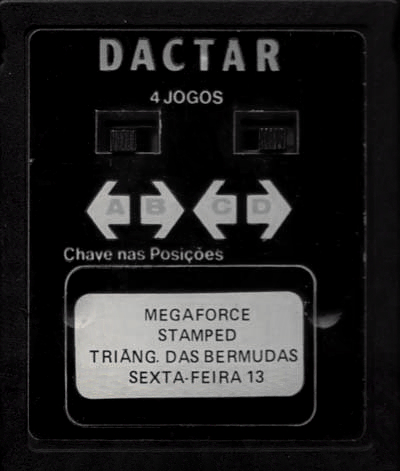 DACTAR
4 JOGOS
A B C D
Chave nas Posições
MEGAFORCE
STAMPED
TRIÂNG. DAS BERMUDAS
SEXTA-FEIRA 13